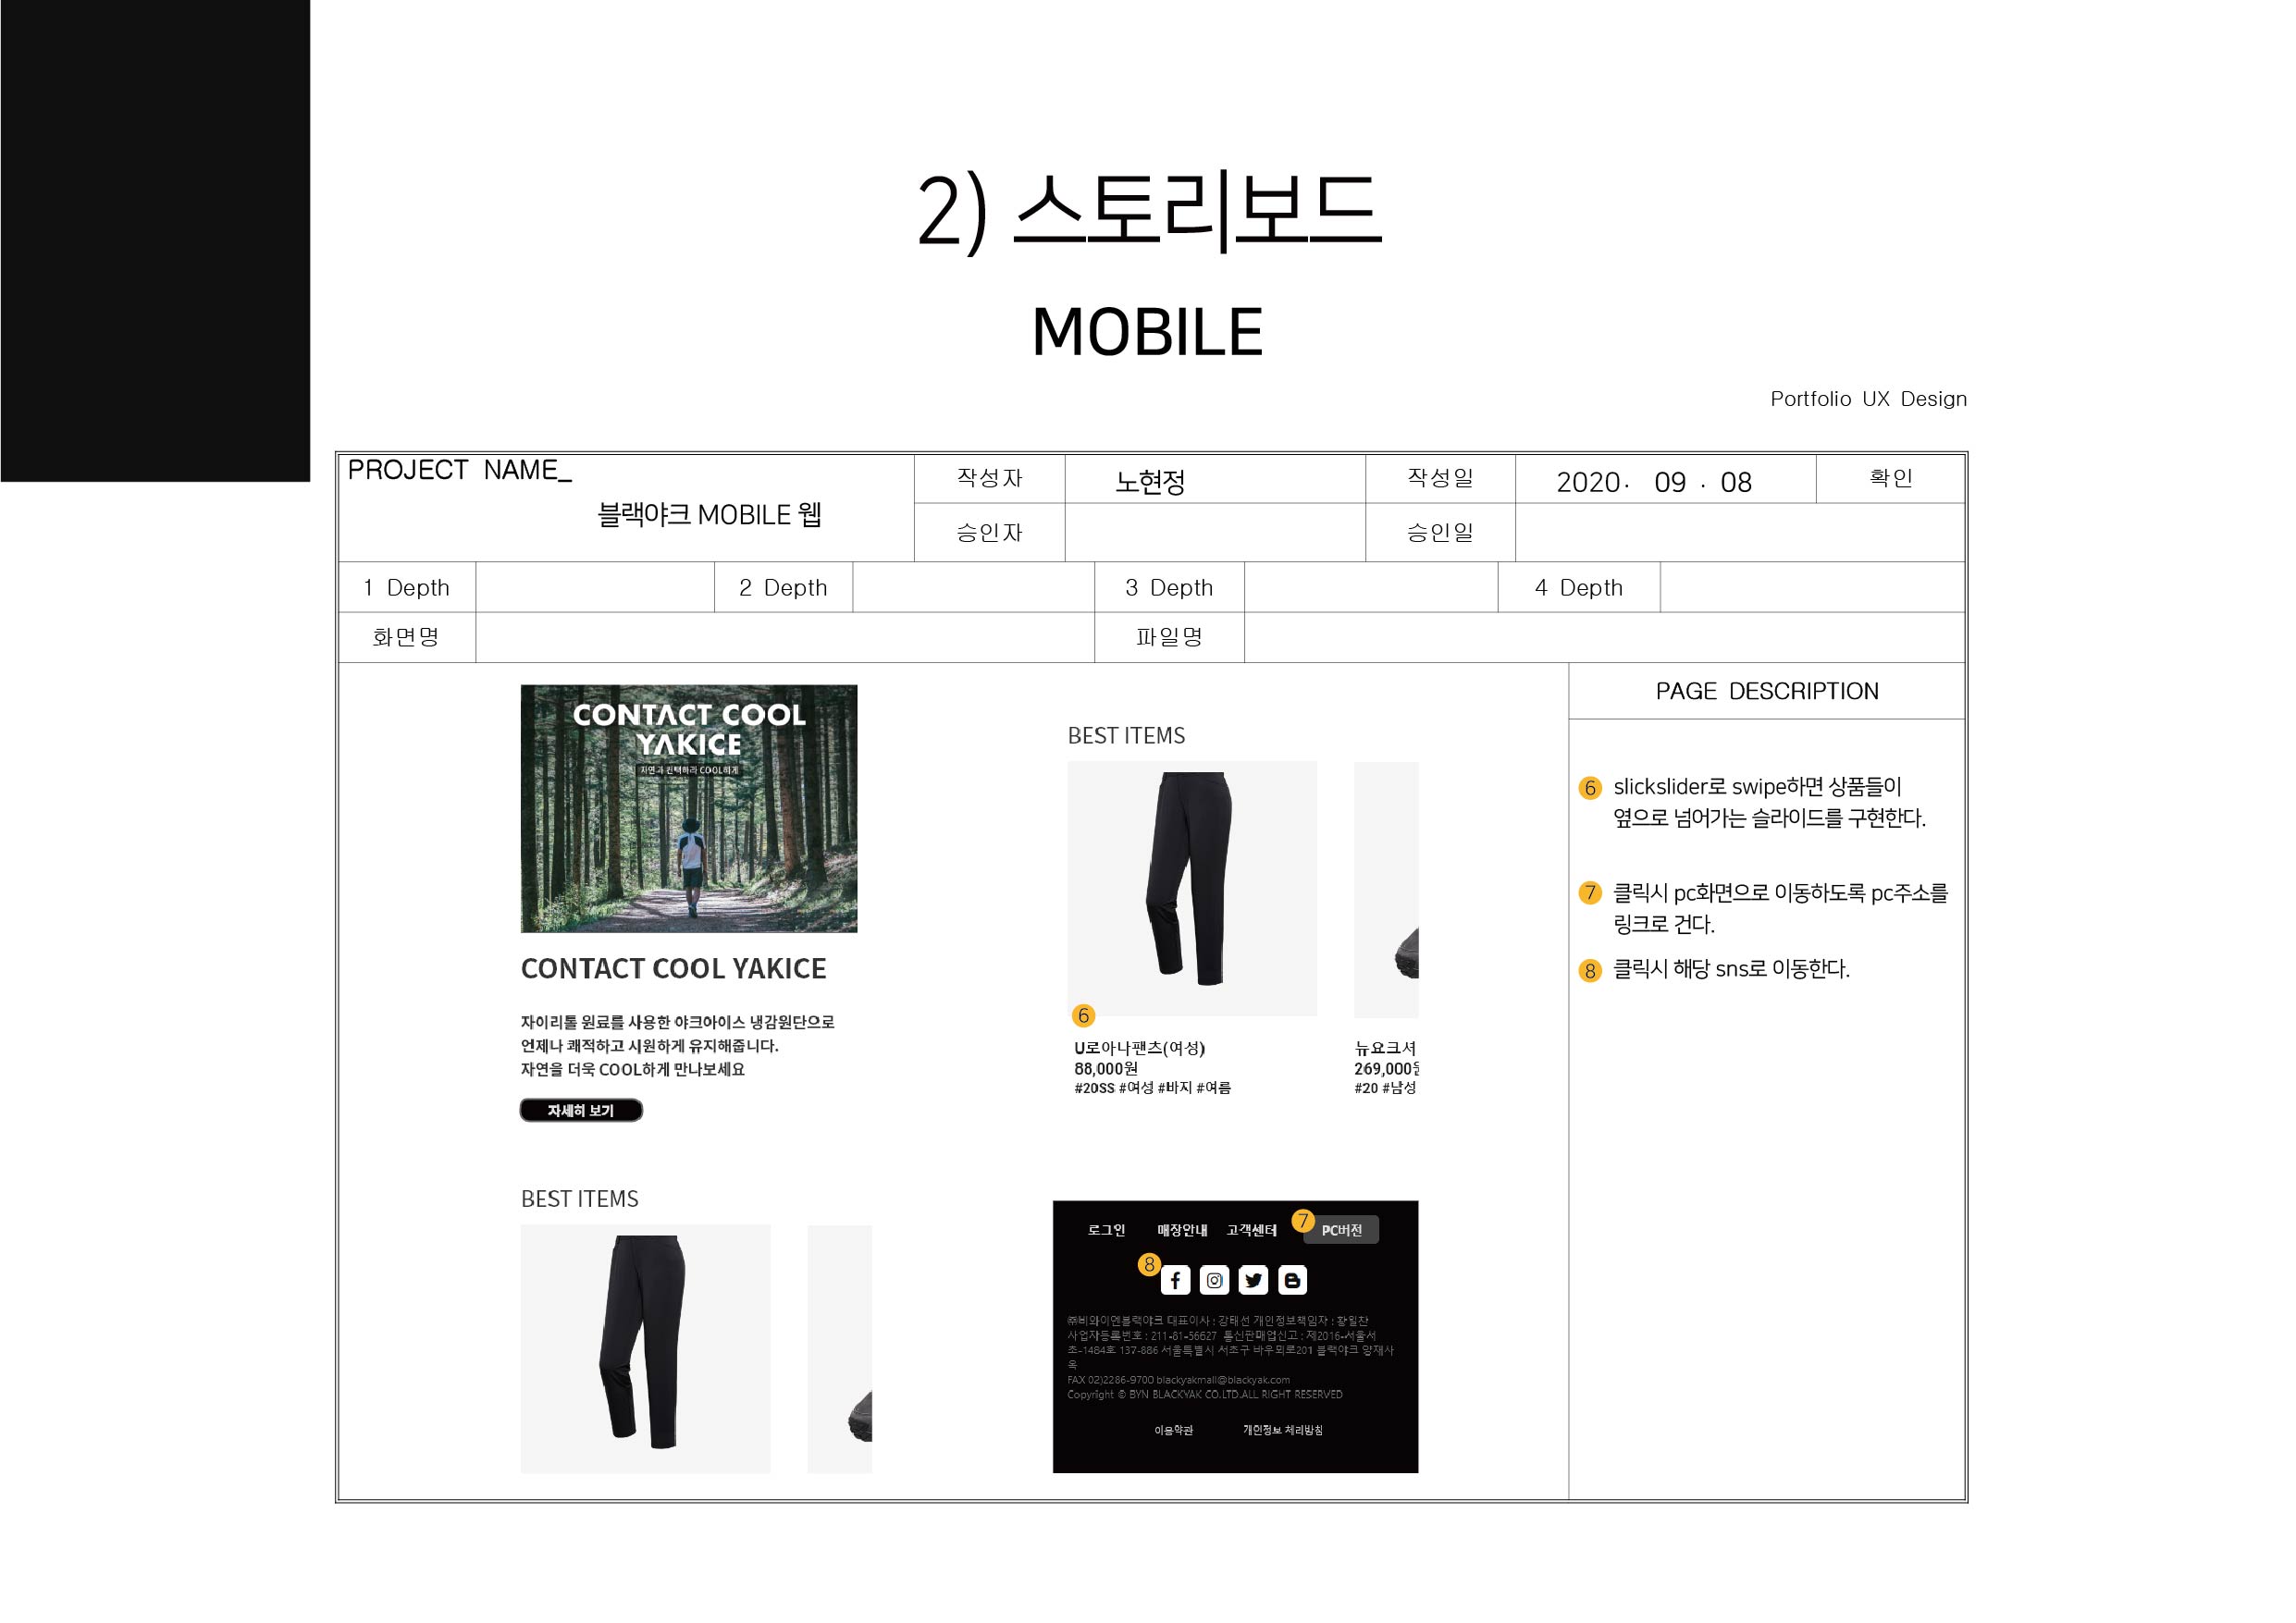 2) 스토리보드
MOBILE
Portfolio UX Design
PROJECT NAME_
블랙야크 MOBILE 웹
작성자
노현정
작성일
2020. 09 . 08
확인
승인자
승인일
1 Depth
2 Depth
3 Depth
4 Depth
화면명
파일명
CONTACT COOL
YAKICE
자연과 컨택하라 COOL하게
CONTACT COOL YAKICE
자이리톨 원료를 사용한 야크아이스 냉감원단으로
언제나 쾌적하고 시원하게 유지해줍니다.
자연을 더욱 COOL하게 만나보세요
자세히 보기
BEST ITEMS
BEST ITEMS
6
U로아나팬츠(여성)
88,000원
#20SS #여성 #바지 #여름
뉴요크셔
269,000원
#20 #남성
로그인 매장안내 고객센터 7 PC버전
8
㈜비와이엔블랙야크 대표이사 : 강태선 개인정보책임자 : 황일찬
사업자등록번호 : 211-81-56627 통신판매업신고 : 제2016-서울서
초-1484호 137-886 서울특별시 서초구 바우뫼로201 블랙야크 양재사
옥
FAX 02)2286-9700 blackyakmall@blackyak.com
Copyright © BYN BLACKYAK CO.LTD.ALL RIGHT RESERVED
이용약관 개인정보 처리방침
PAGE DESCRIPTION
6 slickslider로 swipe하면 상품들이
옆으로 넘어가는 슬라이드를 구현한다.
7 클릭시 pc화면으로 이동하도록 pc주소를
링크로 건다.
8 클릭시 해당 sns로 이동한다.